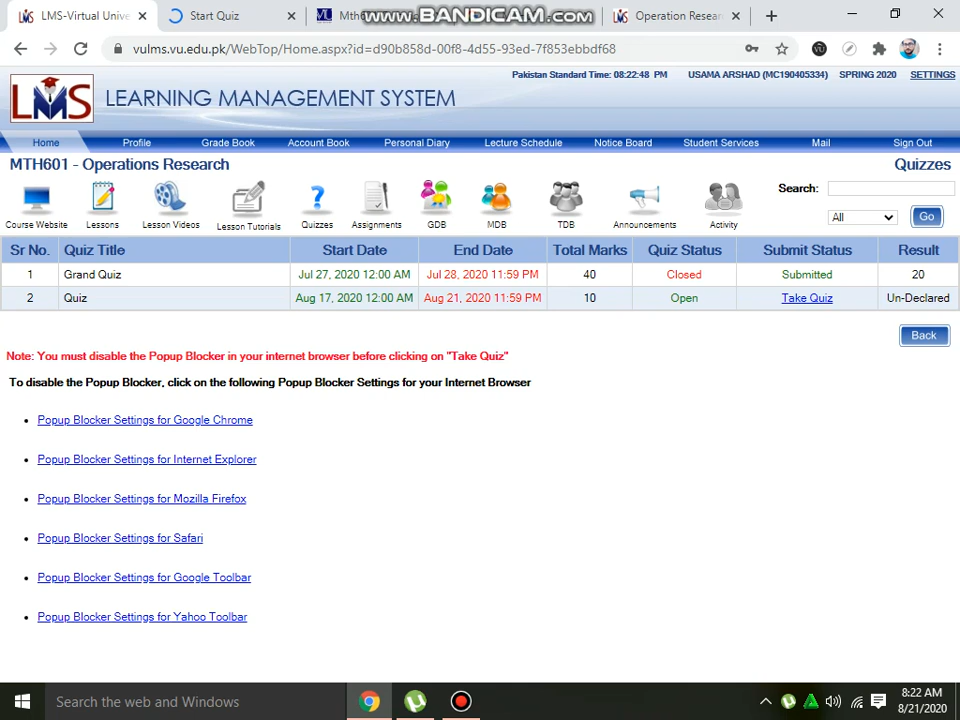 LMS-Virtual Unive
Start Quiz
Mth6
WWW.BANDICAM.COM
Operation Resear
vulms.vu.edu.pk/WebTop/Home.aspx?id=d90b858d-00f8-4d55-93ed-7f853ebbdf68
Pakistan Standard Time: 08:22:48 PM USAMA ARSHAD (MC190405334) SPRING 2020 SETTINGS
LMS LEARNING MANAGEMENT SYSTEM
Home Profile Grade Book Account Book Personal Diary Lecture Schedule Notice Board Student Services Mail Sign Out
MTH601 - Operations Research Quizzes
Search:
Course Website Lessons Lesson Videos Lesson Tutorials Quizzes Assignments GDB MDB TDB Announcements Activity
All Go
Sr No. Quiz Title Start Date End Date Total Marks Quiz Status Submit Status Result
1 Grand Quiz Jul 27, 2020 12:00 AM Jul 28, 2020 11:59 PM 40 Closed Submitted 20
2 Quiz Aug 17, 2020 12:00 AM Aug 21, 2020 11:59 PM 10 Open Take Quiz Un-Declared
Back
Note: You must disable the Popup Blocker in your internet browser before clicking on "Take Quiz"
To disable the Popup Blocker, click on the following Popup Blocker Settings for your Internet Browser
Popup Blocker Settings for Google Chrome
Popup Blocker Settings for Internet Explorer
Popup Blocker Settings for Mozilla Firefox
Popup Blocker Settings for Safari
Popup Blocker Settings for Google Toolbar
Popup Blocker Settings for Yahoo Toolbar
Search the web and Windows
8:22 AM
8/21/2020